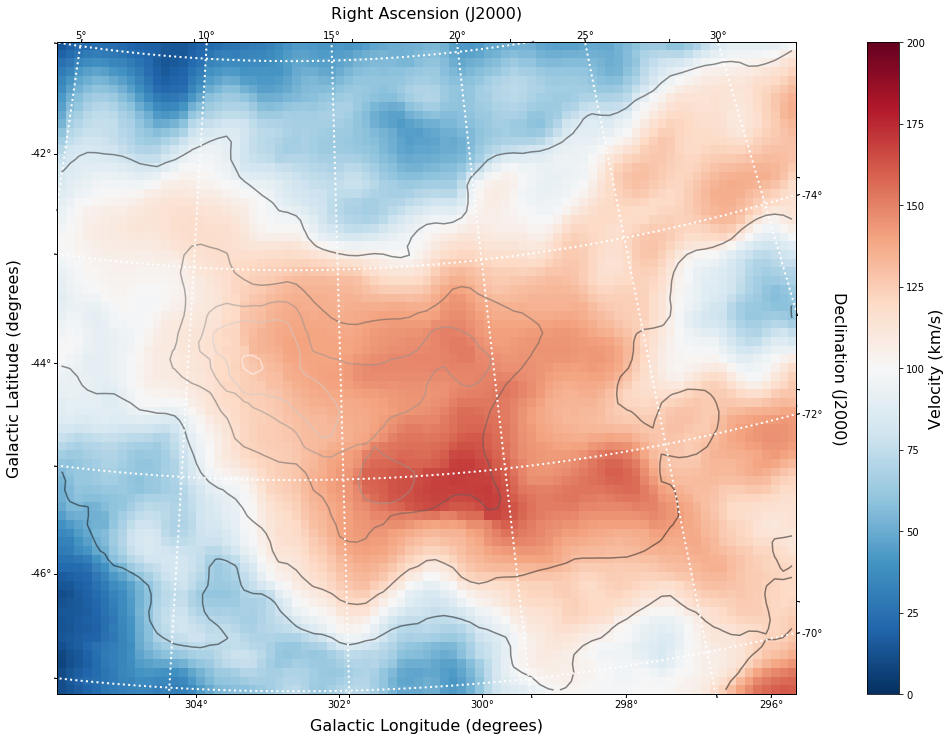 Right Ascension (J2000)
5° 10° 15° 20° 25° 30°
42°
44°
46°
Galactic Latitude (degrees)
-74°
-72°
-70°
Declination (J2000)
304 302° 300 298° 296°
Galactic Longitude (degrees)
200
175
150
125
100
75
50
25
0
Velocity (km/s)